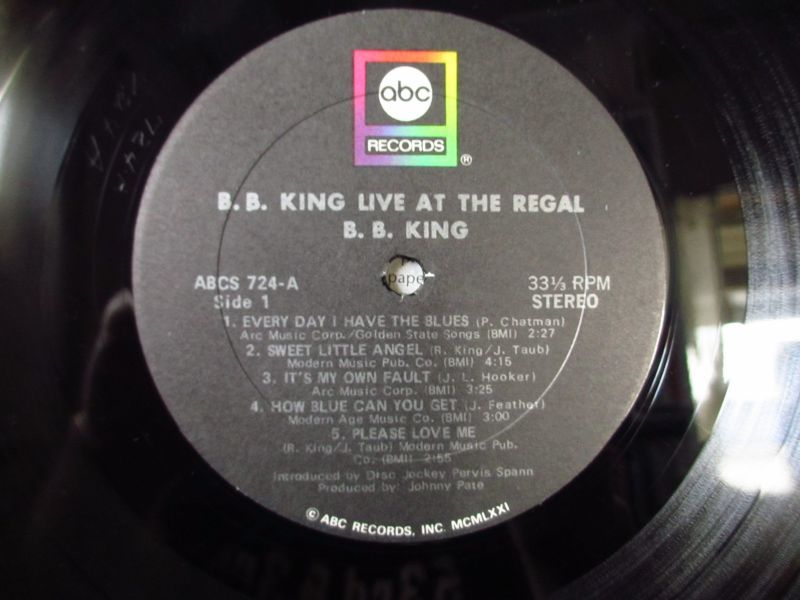 abc
RECORDS
®
B.B. KING LIVE AT THE REGAL
B. B. KING
ABCS 724-A
Side 1
33⅓ RPM
STEREO
pape
1. EVERY DAY I HAVE THE BLUES (P. Chatman)
Arc Music Corp./Golden State Songs (BMI) 2:27
2. SWEET LITTLE ANGEL (R. King/J. Taub)
Modern Music Pub. Co. (BMI) 4:15
3. IT'S MY OWN FAULT (J. L. Hooker)
Arc Music Corp. (BMI) 3:25
4. HOW BLUE CAN YOU GET (J. Feather)
Modern Age Music Co. (BMI) 3:00
5. PLEASE LOVE ME
(R. King/J. Taub) Modern Music Pub.
Co. (BMI) 2:55
Introduced by Disc Jockey Pervis Spann
Produced by: Johnny Pate
© ABC RECORDS, INC. MCMLXXI